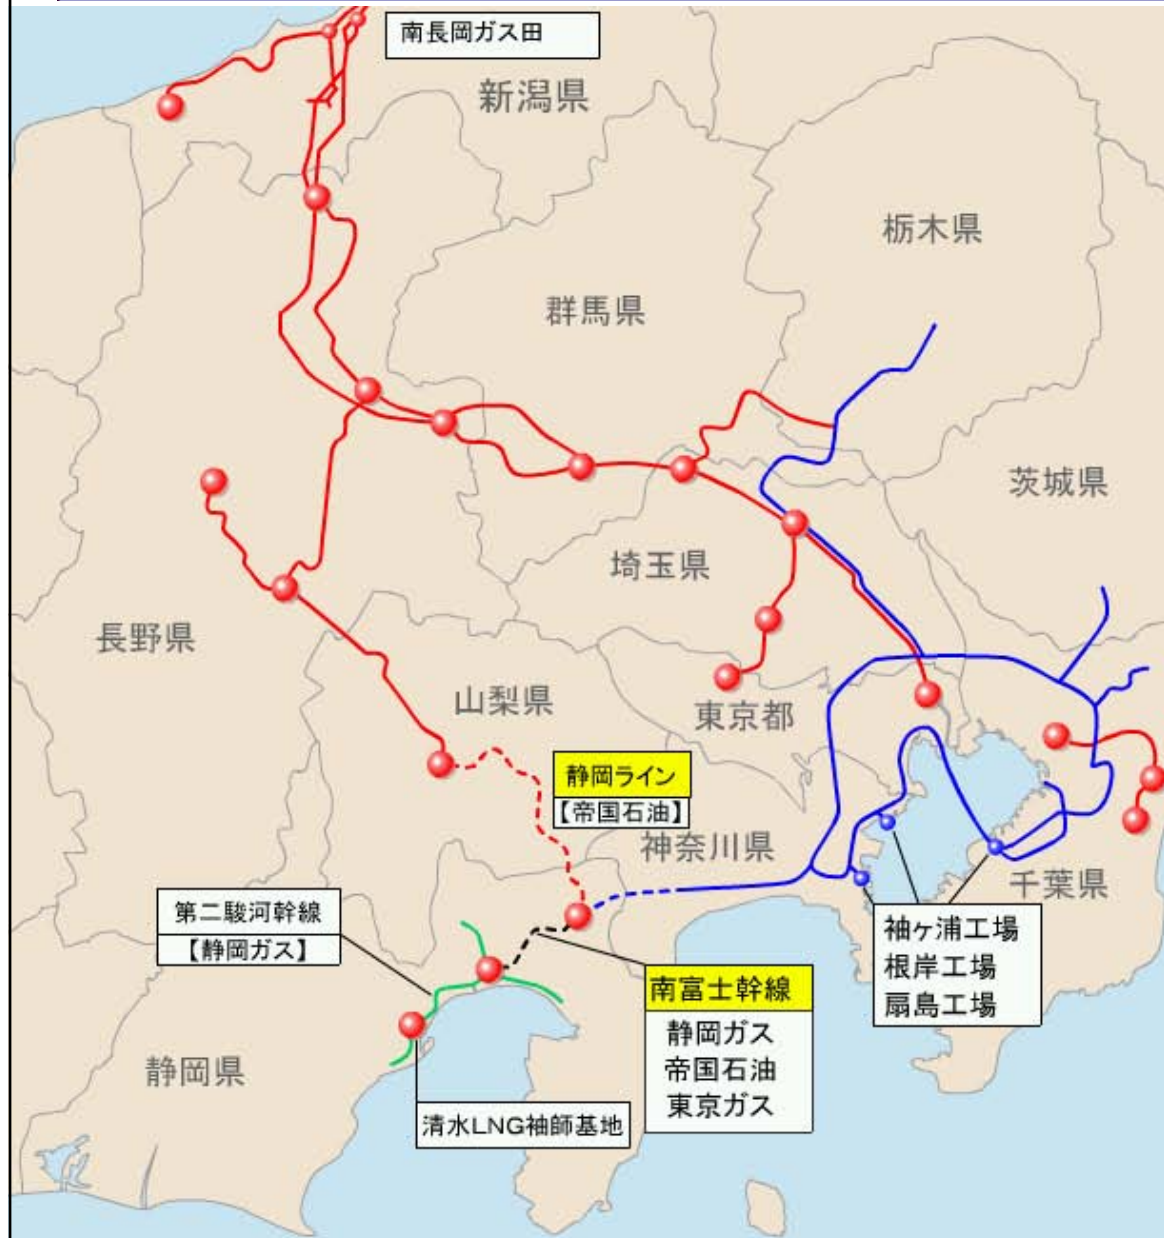 南長岡ガス田
新潟県
栃木県
群馬県
茨城県
埼玉県
長野県
山梨県
東京都
静岡ライン
【帝国石油】
神奈川県
千葉県
第二駿河幹線
【静岡ガス】
袖ヶ浦工場
根岸工場
扇島工場
南富士幹線
静岡ガス
帝国石油
東京ガス
静岡県
清水LNG袖師基地